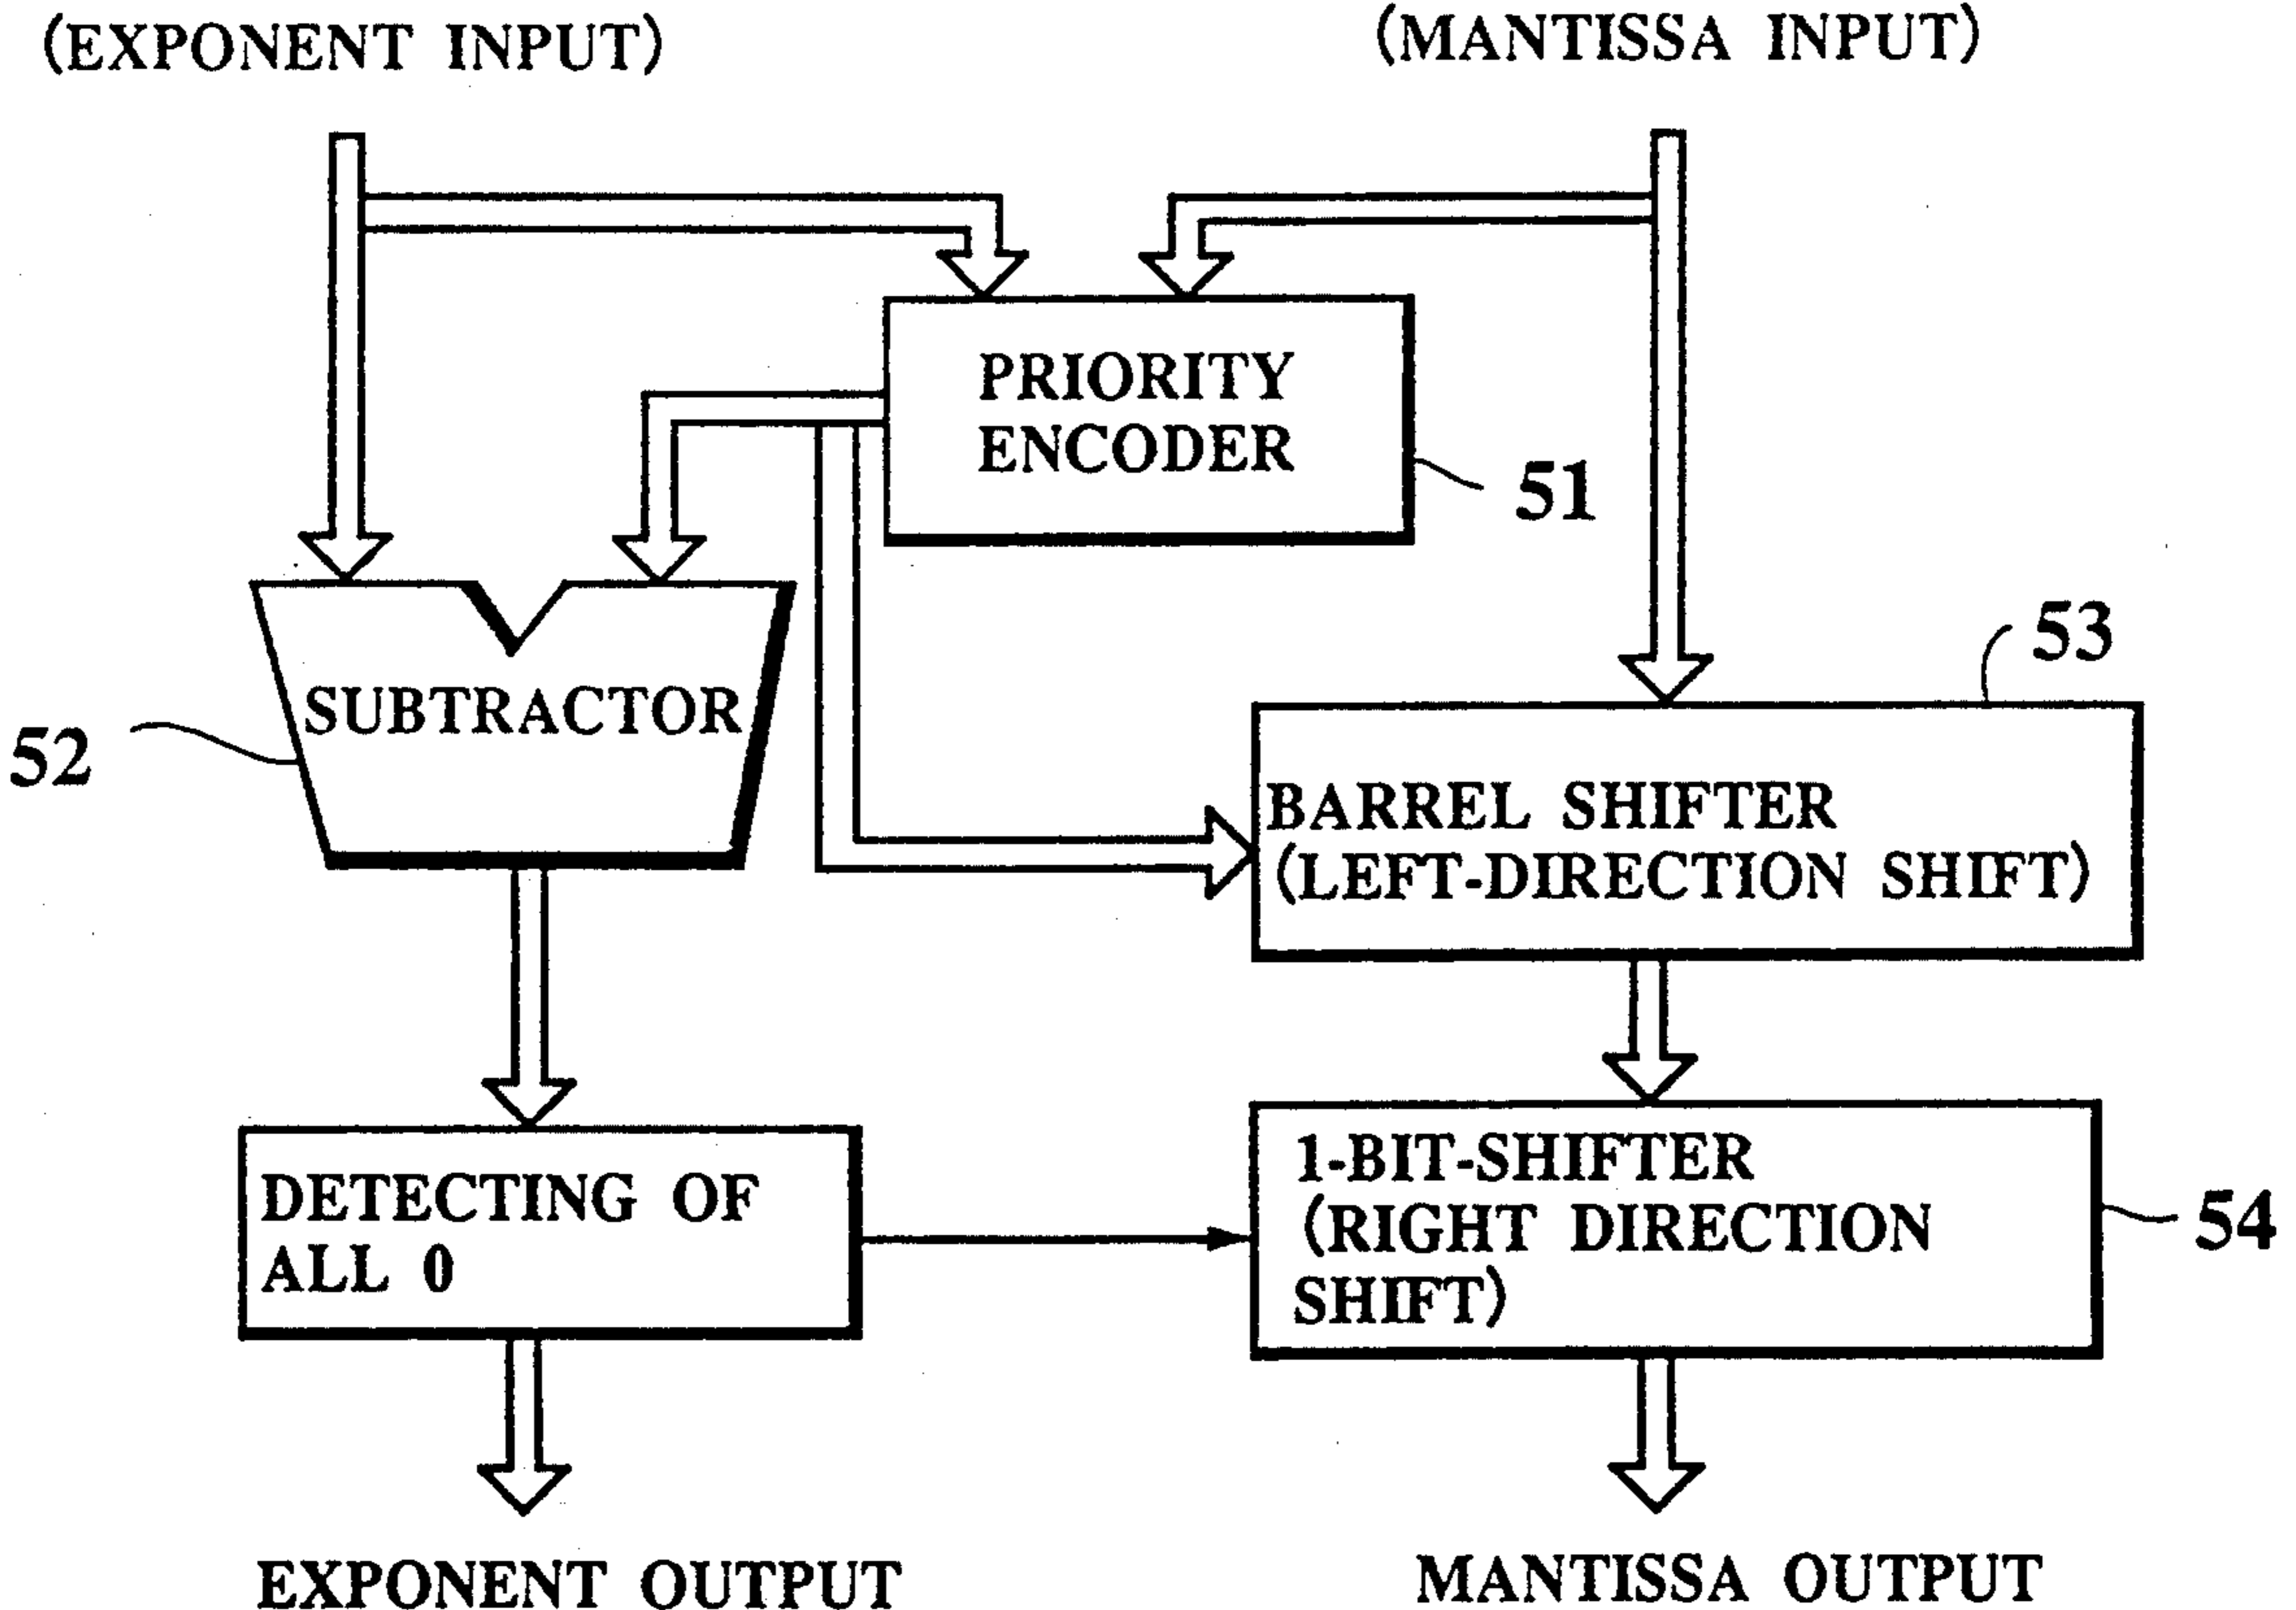 (EXPONENT INPUT)
(MANTISSA INPUT)
PRIORITY
ENCODER
51
53
SUBTRACTOR
52
BARREL SHIFTER
(LEFT-DIRECTION SHIFT)
DETECTING OF
ALL 0
1-BIT-SHIFTER
(RIGHT DIRECTION
SHIFT)
54
EXPONENT OUTPUT
MANTISSA OUTPUT